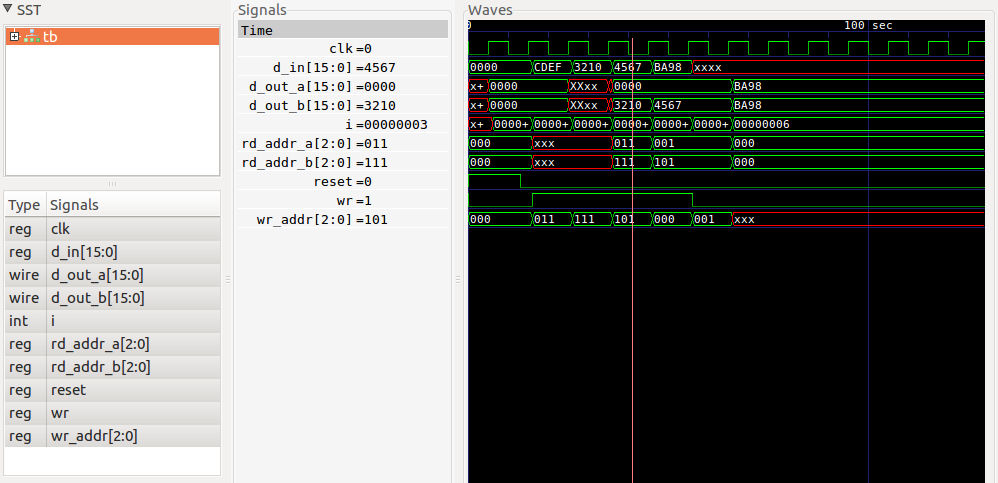 SST
tb
Type Signals
reg clk
reg d_in[15:0]
wire d_out_a[15:0]
wire d_out_b[15:0]
int i
reg rd_addr_a[2:0]
reg rd_addr_b[2:0]
reg reset
reg wr
reg wr_addr[2:0]
Signals
Time
clk=0
d_in[15:0]=4567
d_out_a[15:0]=0000
d_out_b[15:0]=3210
i=00000003
rd_addr_a[2:0]=011
rd_addr_b[2:0]=111
reset=0
wr=1
wr_addr[2:0]=101
Waves
0 100 sec
0000 CDEF 3210 4567 BA98 xxxx
x+ 0000 XXxx 0000 BA98
x+ 0000 XXxx 3210 4567 BA98
x+ 0000+ 0000+ 0000+ 0000+ 0000+ 0000+ 00000006
000 xxx 011 001 000
000 xxx 111 101 000
000 011 111 101 000 001 xxx